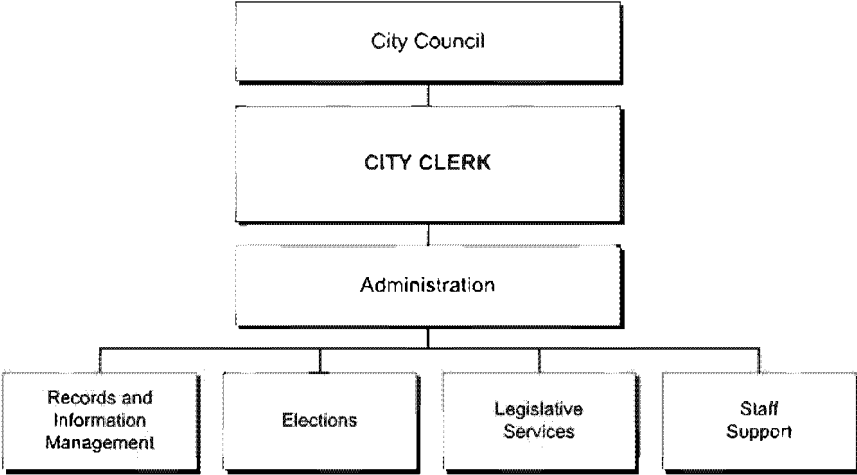 City Council
CITY CLERK
Administration
Records and
Information
Management
Elections
Legislative
Services
Staff
Support